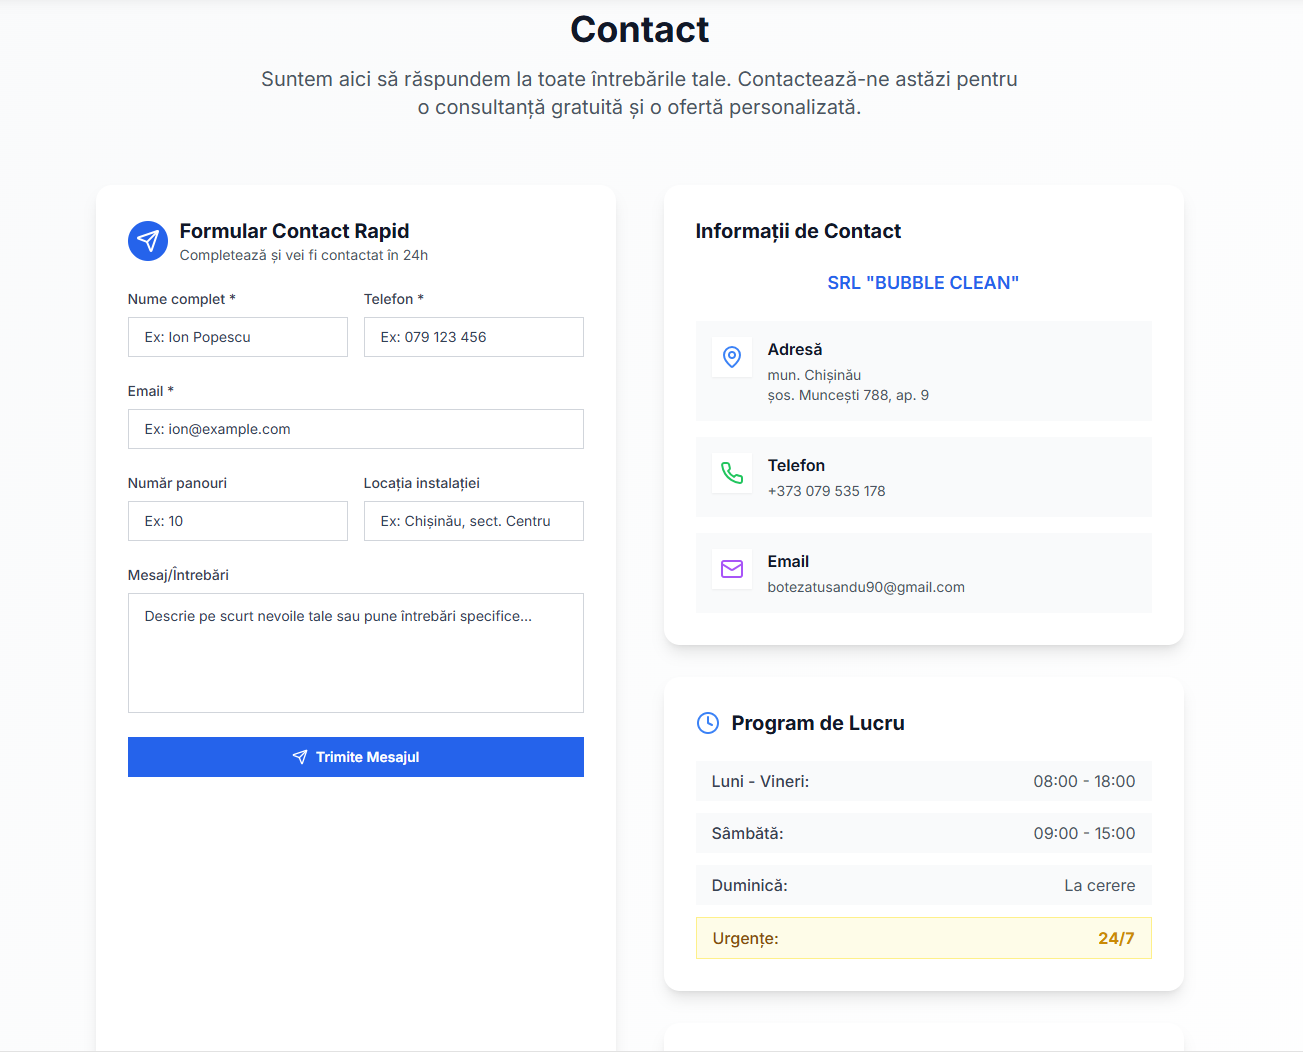 Contact
Suntem aici să răspundem la toate întrebările tale. Contactează-ne astăzi pentru
o consultanță gratuită și o ofertă personalizată.
Formular Contact Rapid
Completează și vei fi contactat în 24h
Nume complet *
Telefon *
Ex: Ion Popescu
Ex: 079 123 456
Email *
Ex: ion@example.com
Număr panouri
Locația instalației
Ex: 10
Ex: Chișinău, sect. Centru
Mesaj/Întrebări
Descrie pe scurt nevoile tale sau pune întrebări specifice...
Trimite Mesajul
Informații de Contact
SRL "BUBBLE CLEAN"
Adresă
mun. Chișinău
șos. Muncești 788, ap. 9
Telefon
+373 079 535 178
Email
botezatusandu90@gmail.com
Program de Lucru
Luni - Vineri: 08:00 - 18:00
Sâmbătă: 09:00 - 15:00
Duminică: La cerere
Urgențe: 24/7